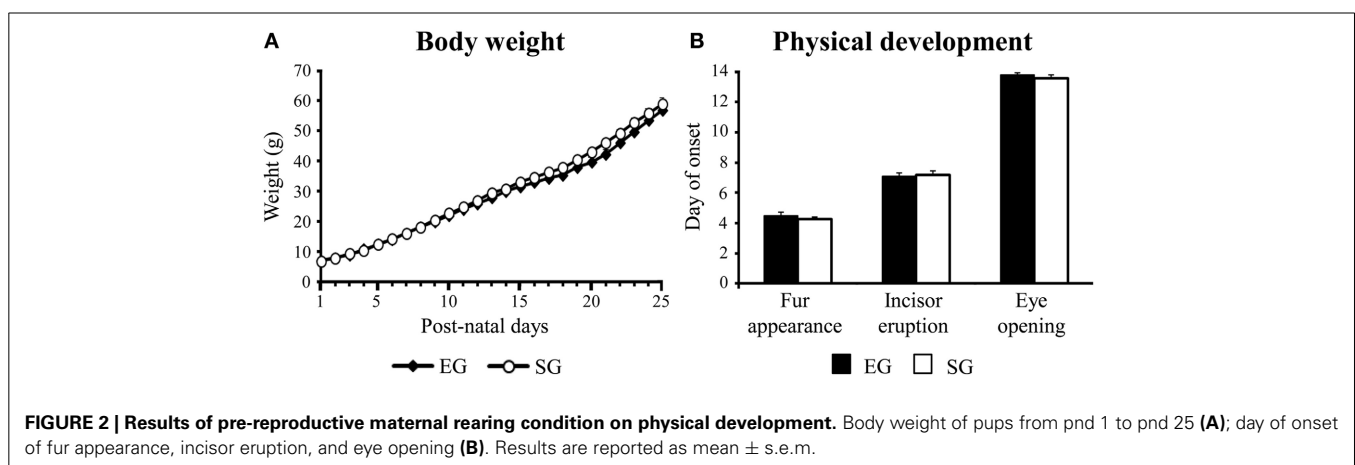 A Body weight
70
60
50
40
30
20
10
0
Weight (g)
1 5 10 15 20 25
Post-natal days
EG SG
B Physical development
14
12
10
8
6
4
2
0
Day of onset
Fur Incisor Eye
appearance eruption opening
EG SG
FIGURE 2 | Results of pre-reproductive maternal rearing condition on physical development. Body weight of pups from pnd 1 to pnd 25 (A); day of onset
of fur appearance, incisor eruption, and eye opening (B). Results are reported as mean ± s.e.m.